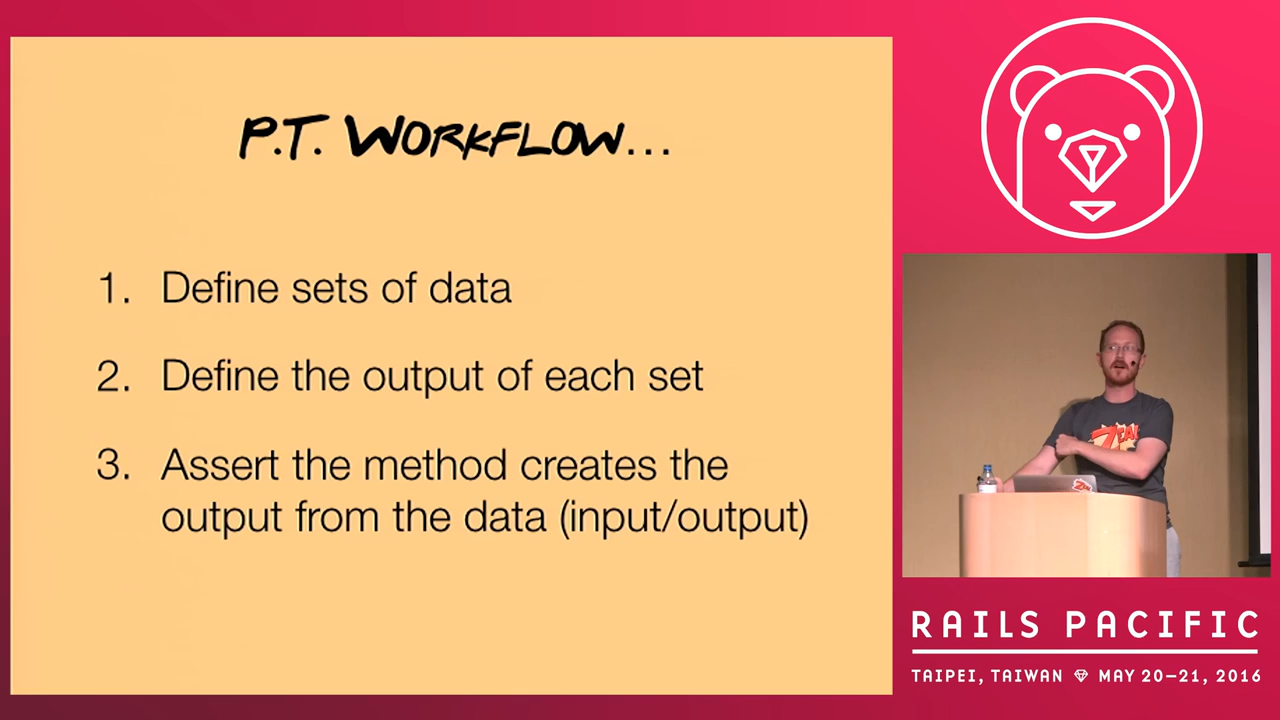 P.T. WORKFLOW...
1. Define sets of data
2. Define the output of each set
3. Assert the method creates the
output from the data (input/output)
ZEAL
RAILS PACIFIC
TAIPEI, TAIWAN MAY 20–21, 2016